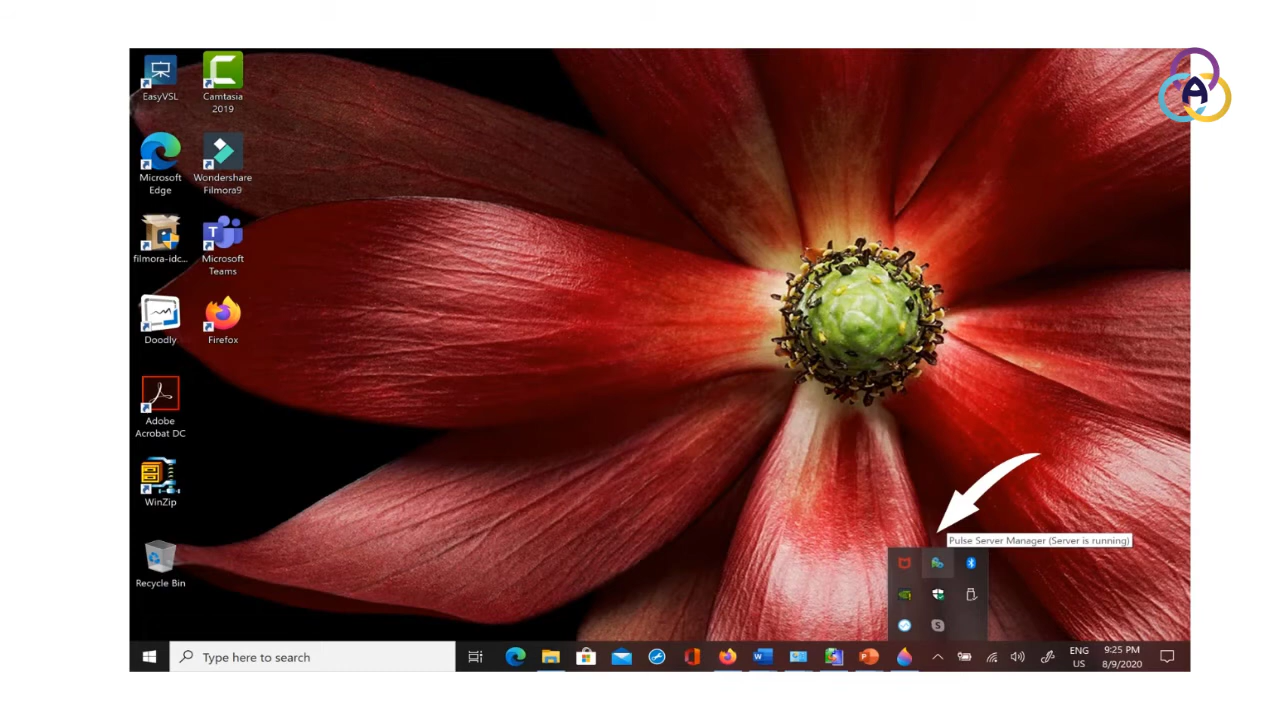 EasyVSL
Camtasia
2019
Microsoft
Edge
Wondershare
Filmora9
filmora-idc...
Microsoft
Teams
Doodly
Firefox
Adobe
Acrobat DC
WinZip
Recycle Bin
A
Pulse Server Manager (Server is running)
Type here to search
ENG
US
9:25 PM
8/9/2020